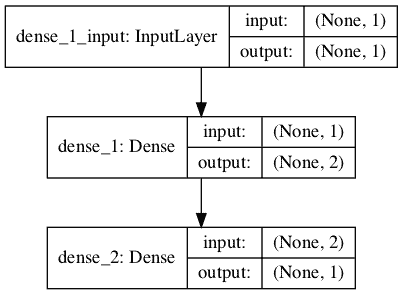 dense_1_input: InputLayer input: (None, 1)
output: (None, 1)
dense_1: Dense input: (None, 1)
output: (None, 2)
dense_2: Dense input: (None, 2)
output: (None, 1)